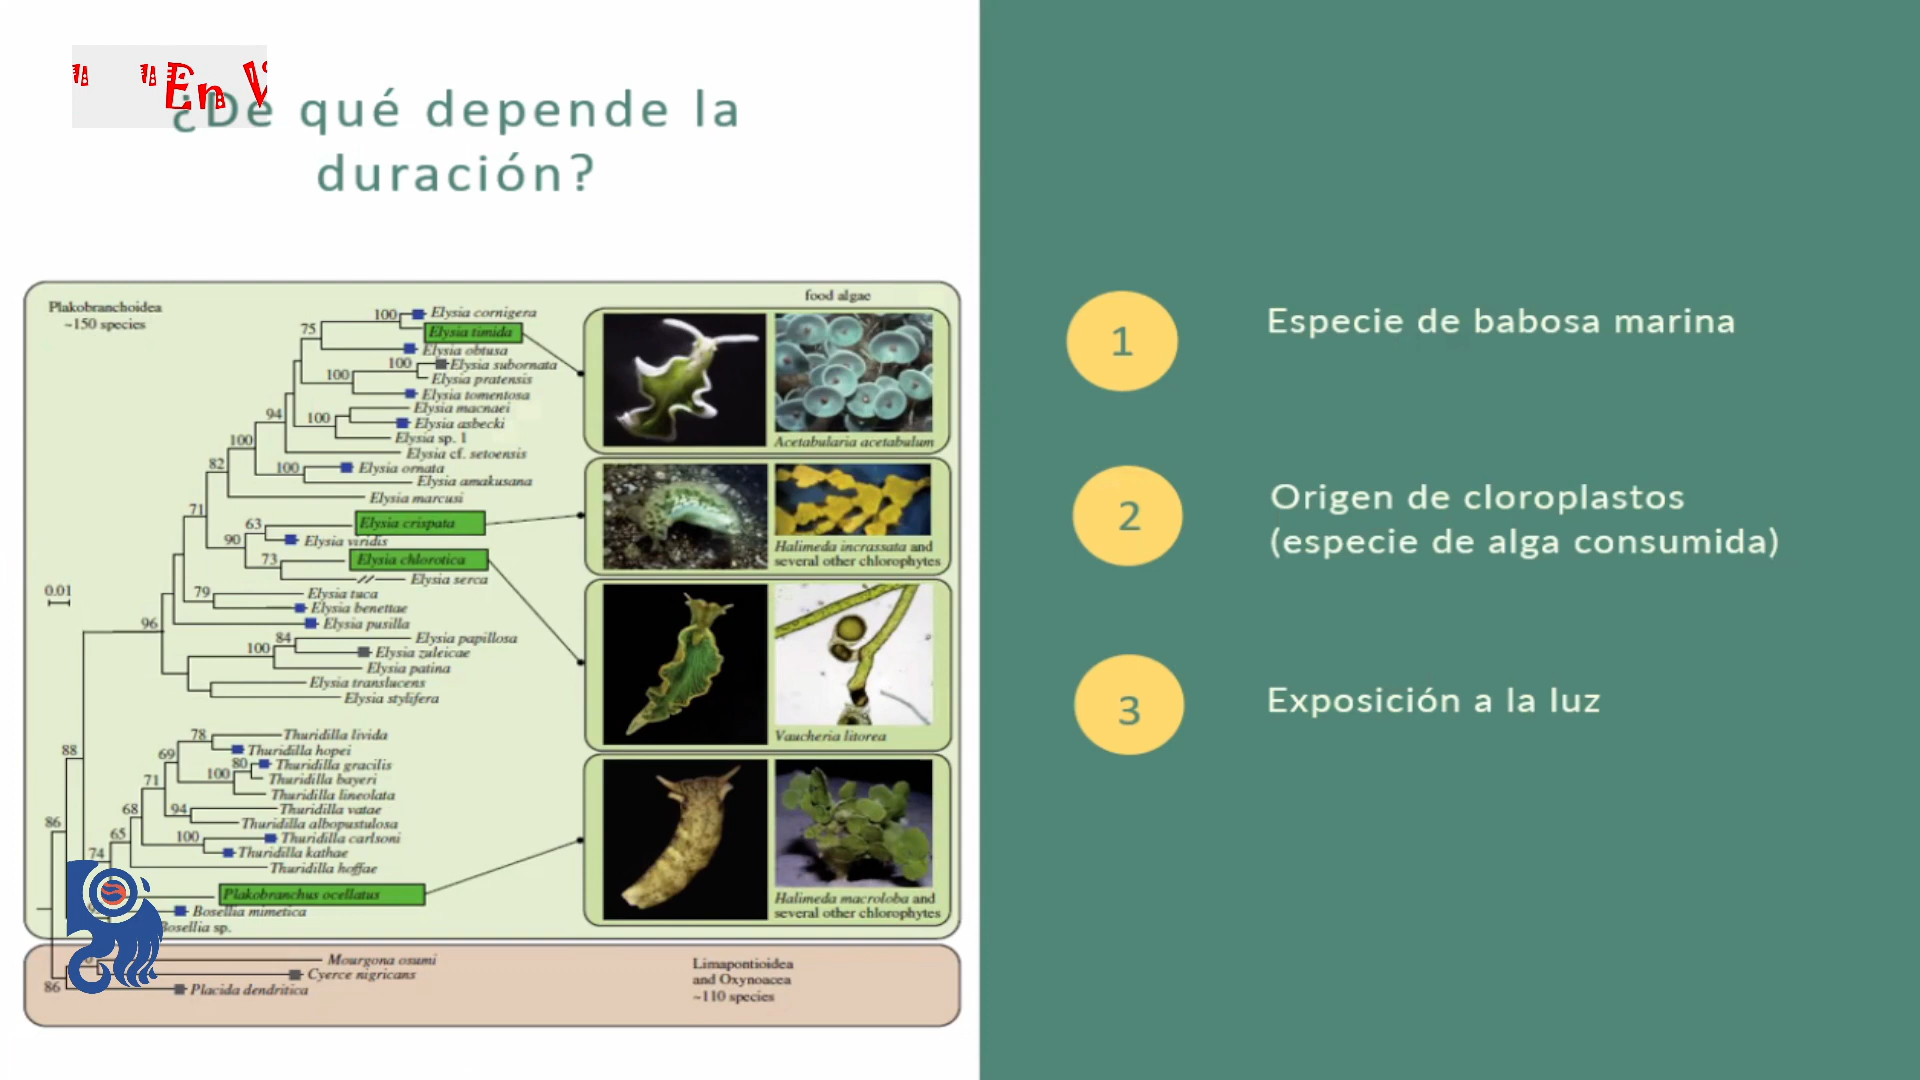 "En V
¿De qué depende la
duración?
Plakobranchoidea
~150 species
food algae
100
Elysia cornigera
75
Elysia timida
Elysia obtusa
100
Elysia subornata
100
Elysia pratensis
Elysia tomentosa
Elysia macnaei
94
100
Elysia asbecki
Elysia sp. 1
100
Elysia cf. setoensis
82
100
Elysia ornata
Elysia amakusana
Elysia marcusi
71
63
Elysia crispata
90
Elysia viridis
73
Elysia chlorotica
Elysia serca
0.01
79
Elysia tuca
Elysia benettae
96
Elysia pusilla
84
Elysia papillosa
100
Elysia zuleicae
Elysia patina
Elysia translucens
Elysia stylifera
78
Thuridilla livida
88
69
Thuridilla hopei
80
Thuridilla gracilis
71
100
Thuridilla bayeri
Thuridilla lineolata
68
94
Thuridilla vatae
86
Thuridilla albopustulosa
65
100
Thuridilla carlsoni
74
Thuridilla kathae
Thuridilla hoffae
Plakobranchus ocellatus
Bosellia mimetica
Bosellia sp.
Mourgona osumi
Cyerce nigricans
86
Placida dendritica
Acetabularia acetabulum
Halimeda incrassata and
several other chlorophytes
Vaucheria litorea
Halimeda macroloba and
several other chlorophytes
Limapontioidea
and Oxynoacea
~110 species
1
Especie de babosa marina
2
Origen de cloroplastos
(especie de alga consumida)
3
Exposición a la luz